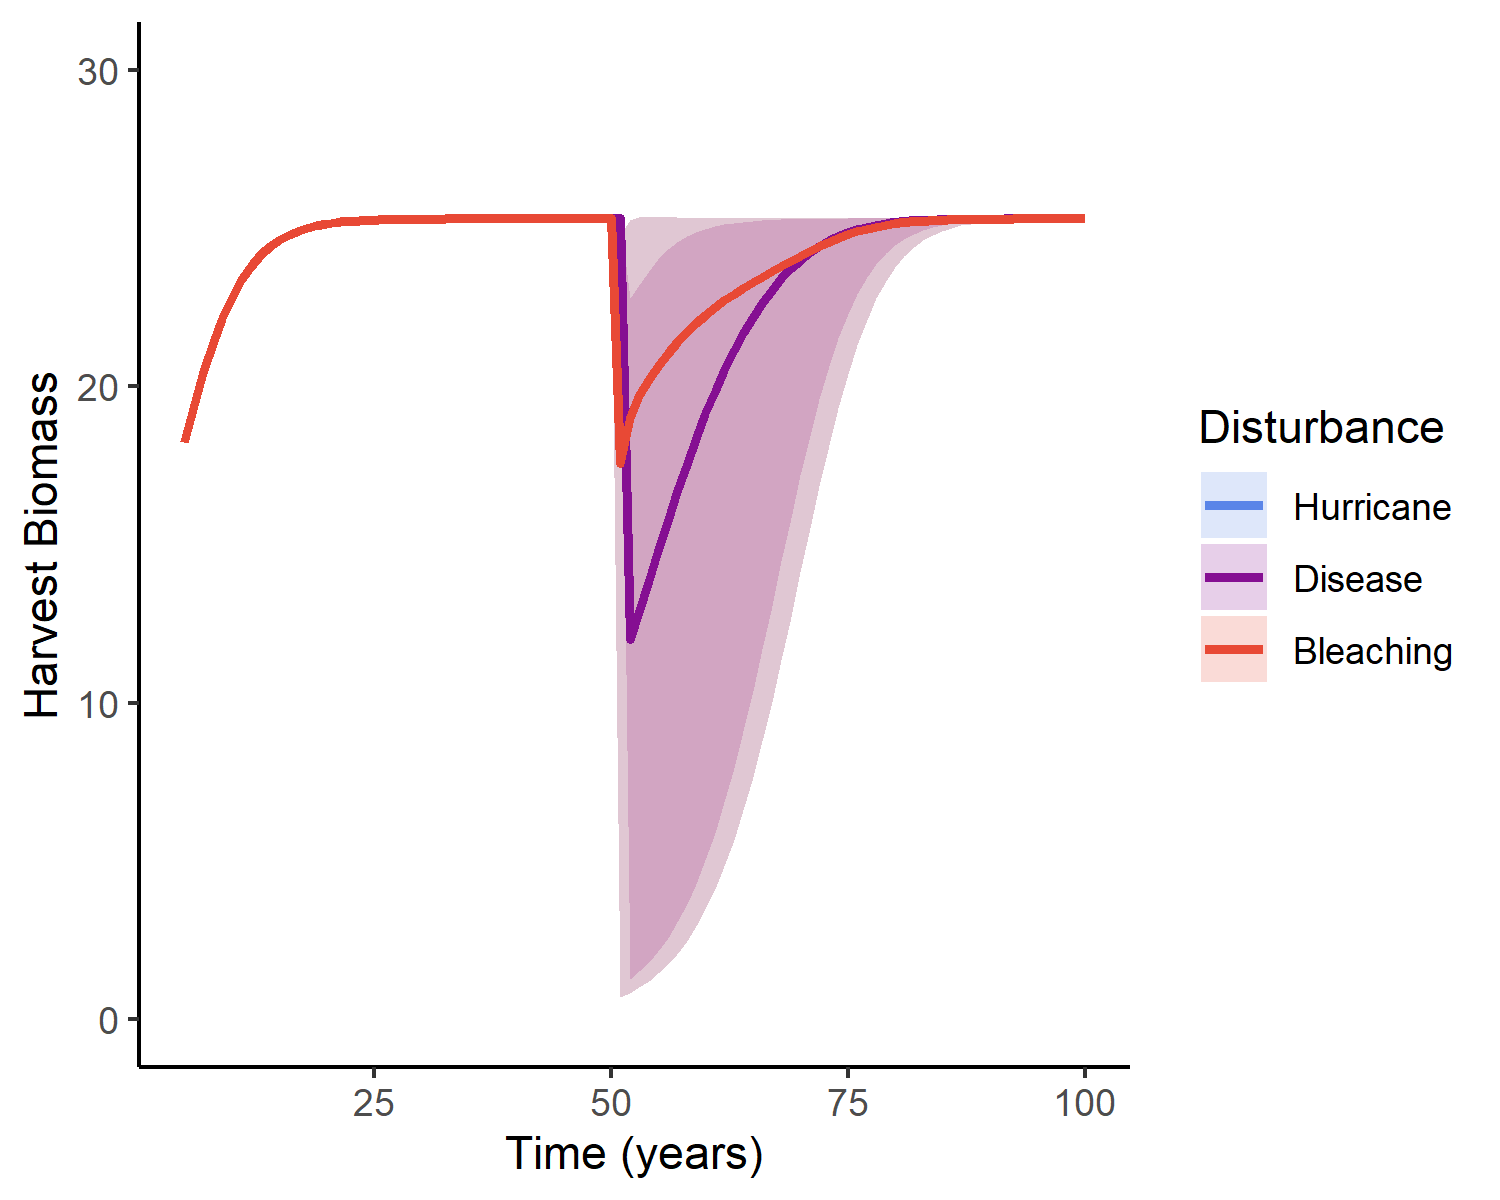 30
20
10
0
Harvest Biomass
25
50
75
100
Time (years)
Disturbance
Hurricane
Disease
Bleaching